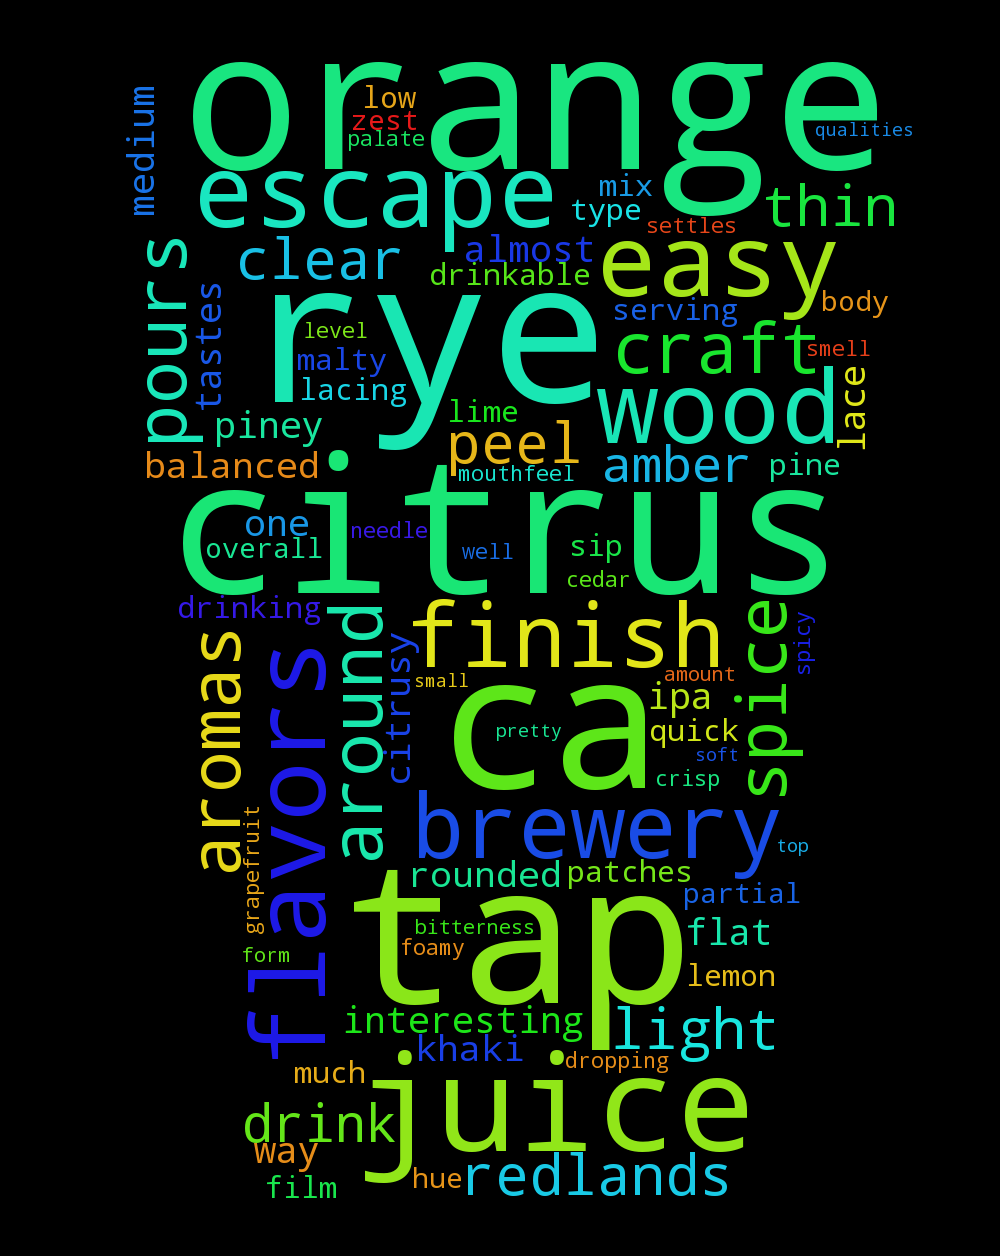 orange
medium
low
zest
palate
qualities
escape
mix
type
thin
settles
clear
almost
drinkable
easy
pours
tastes
rye
serving
body
level
malty
lacing
craft
smell
lace
piney
lime
peel
wood
balanced
mouthfeel
amber
pine
citrus
one
overall
needle
well
sip
cedar
drinking
around
finish
spice
spicy
aromas
flavors
citrusy
small
ca
amount
ipa
quick
pretty
soft
crisp
brewery
top
grapefruit
rounded
patches
partial
tap
bitterness
foamy
flat
form
lemon
interesting
light
khaki
dropping
much
juice
drink
way
film
hue
redlands